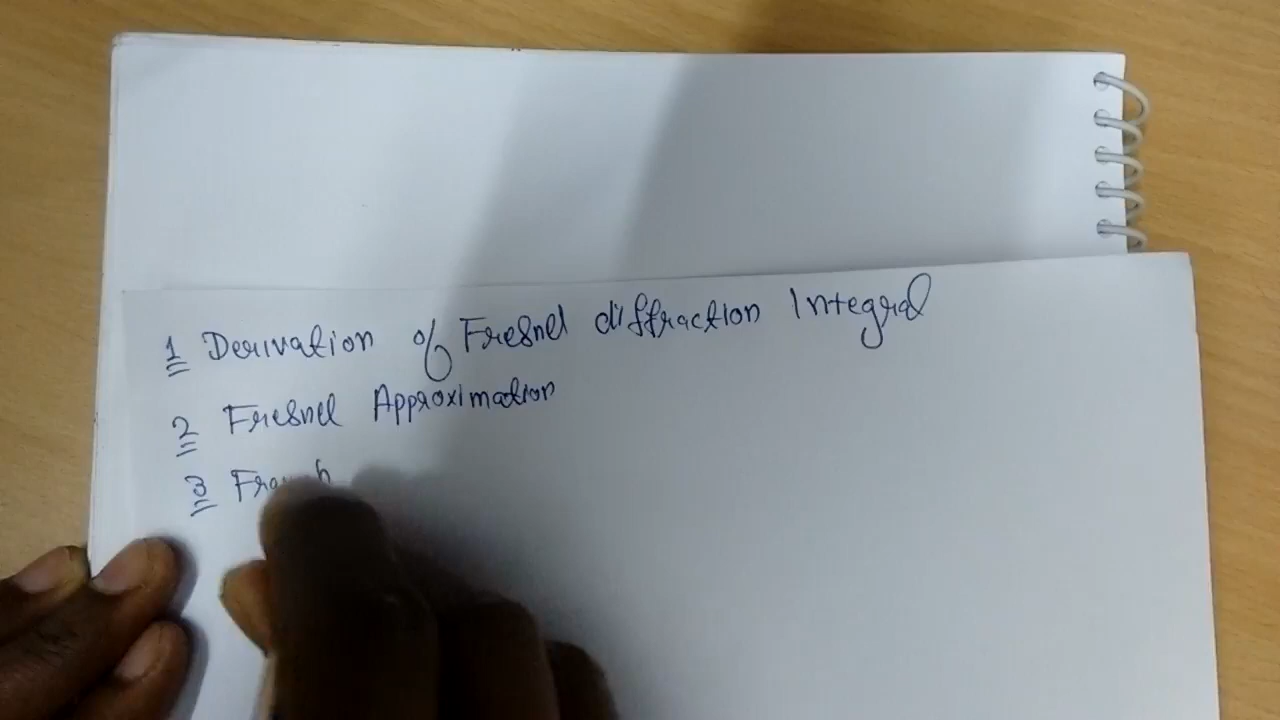 1 Derivation of Fresnel diffraction Integral
2 Fresnel Approximation
3